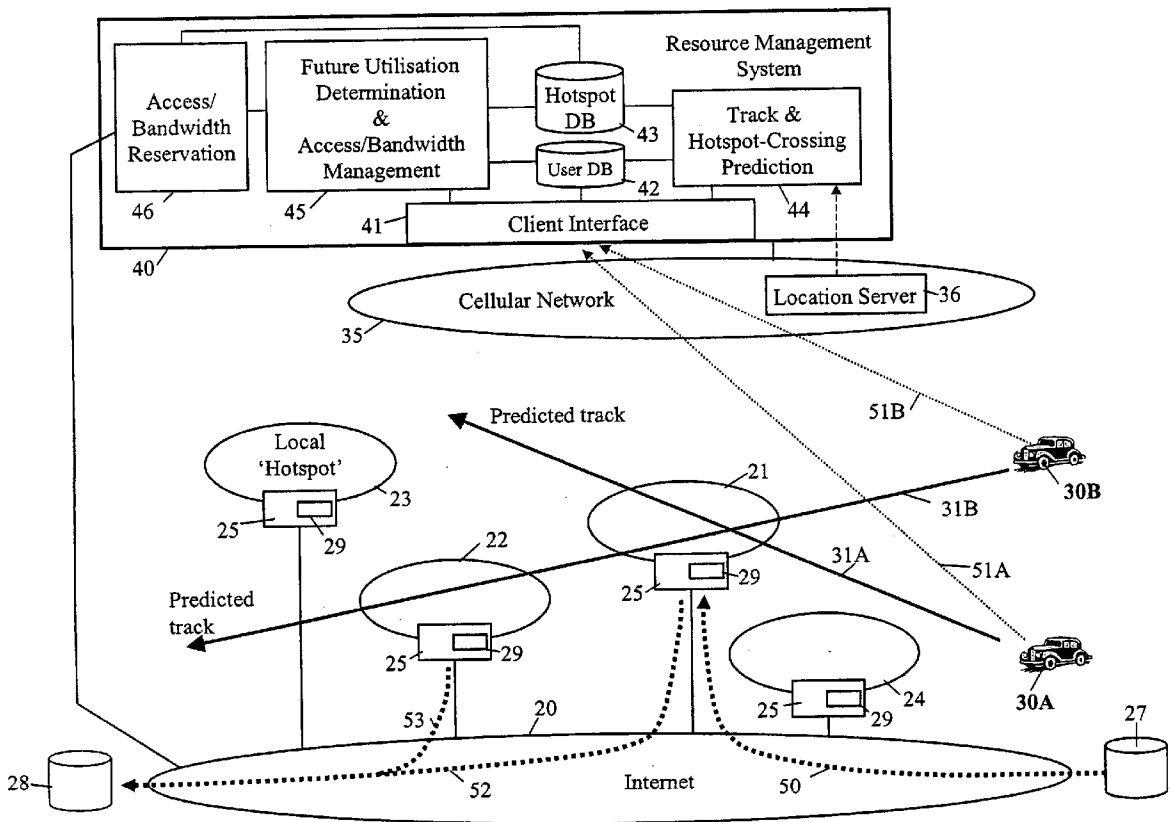 Resource Management
System
Access/
Bandwidth
Reservation
Future Utilisation
Determination
&
Access/Bandwidth
Management
Hotspot
DB
43
User DB
42
Track &
Hotspot-Crossing
Prediction
46
45
41
44
Client Interface
40
Cellular Network
Location Server
36
35
Predicted track
51B
30B
Local
'Hotspot'
23
25
29
21
31B
22
31A
51A
25
29
Predicted
track
25
29
24
25
29
30A
53
20
27
28
52
Internet
50